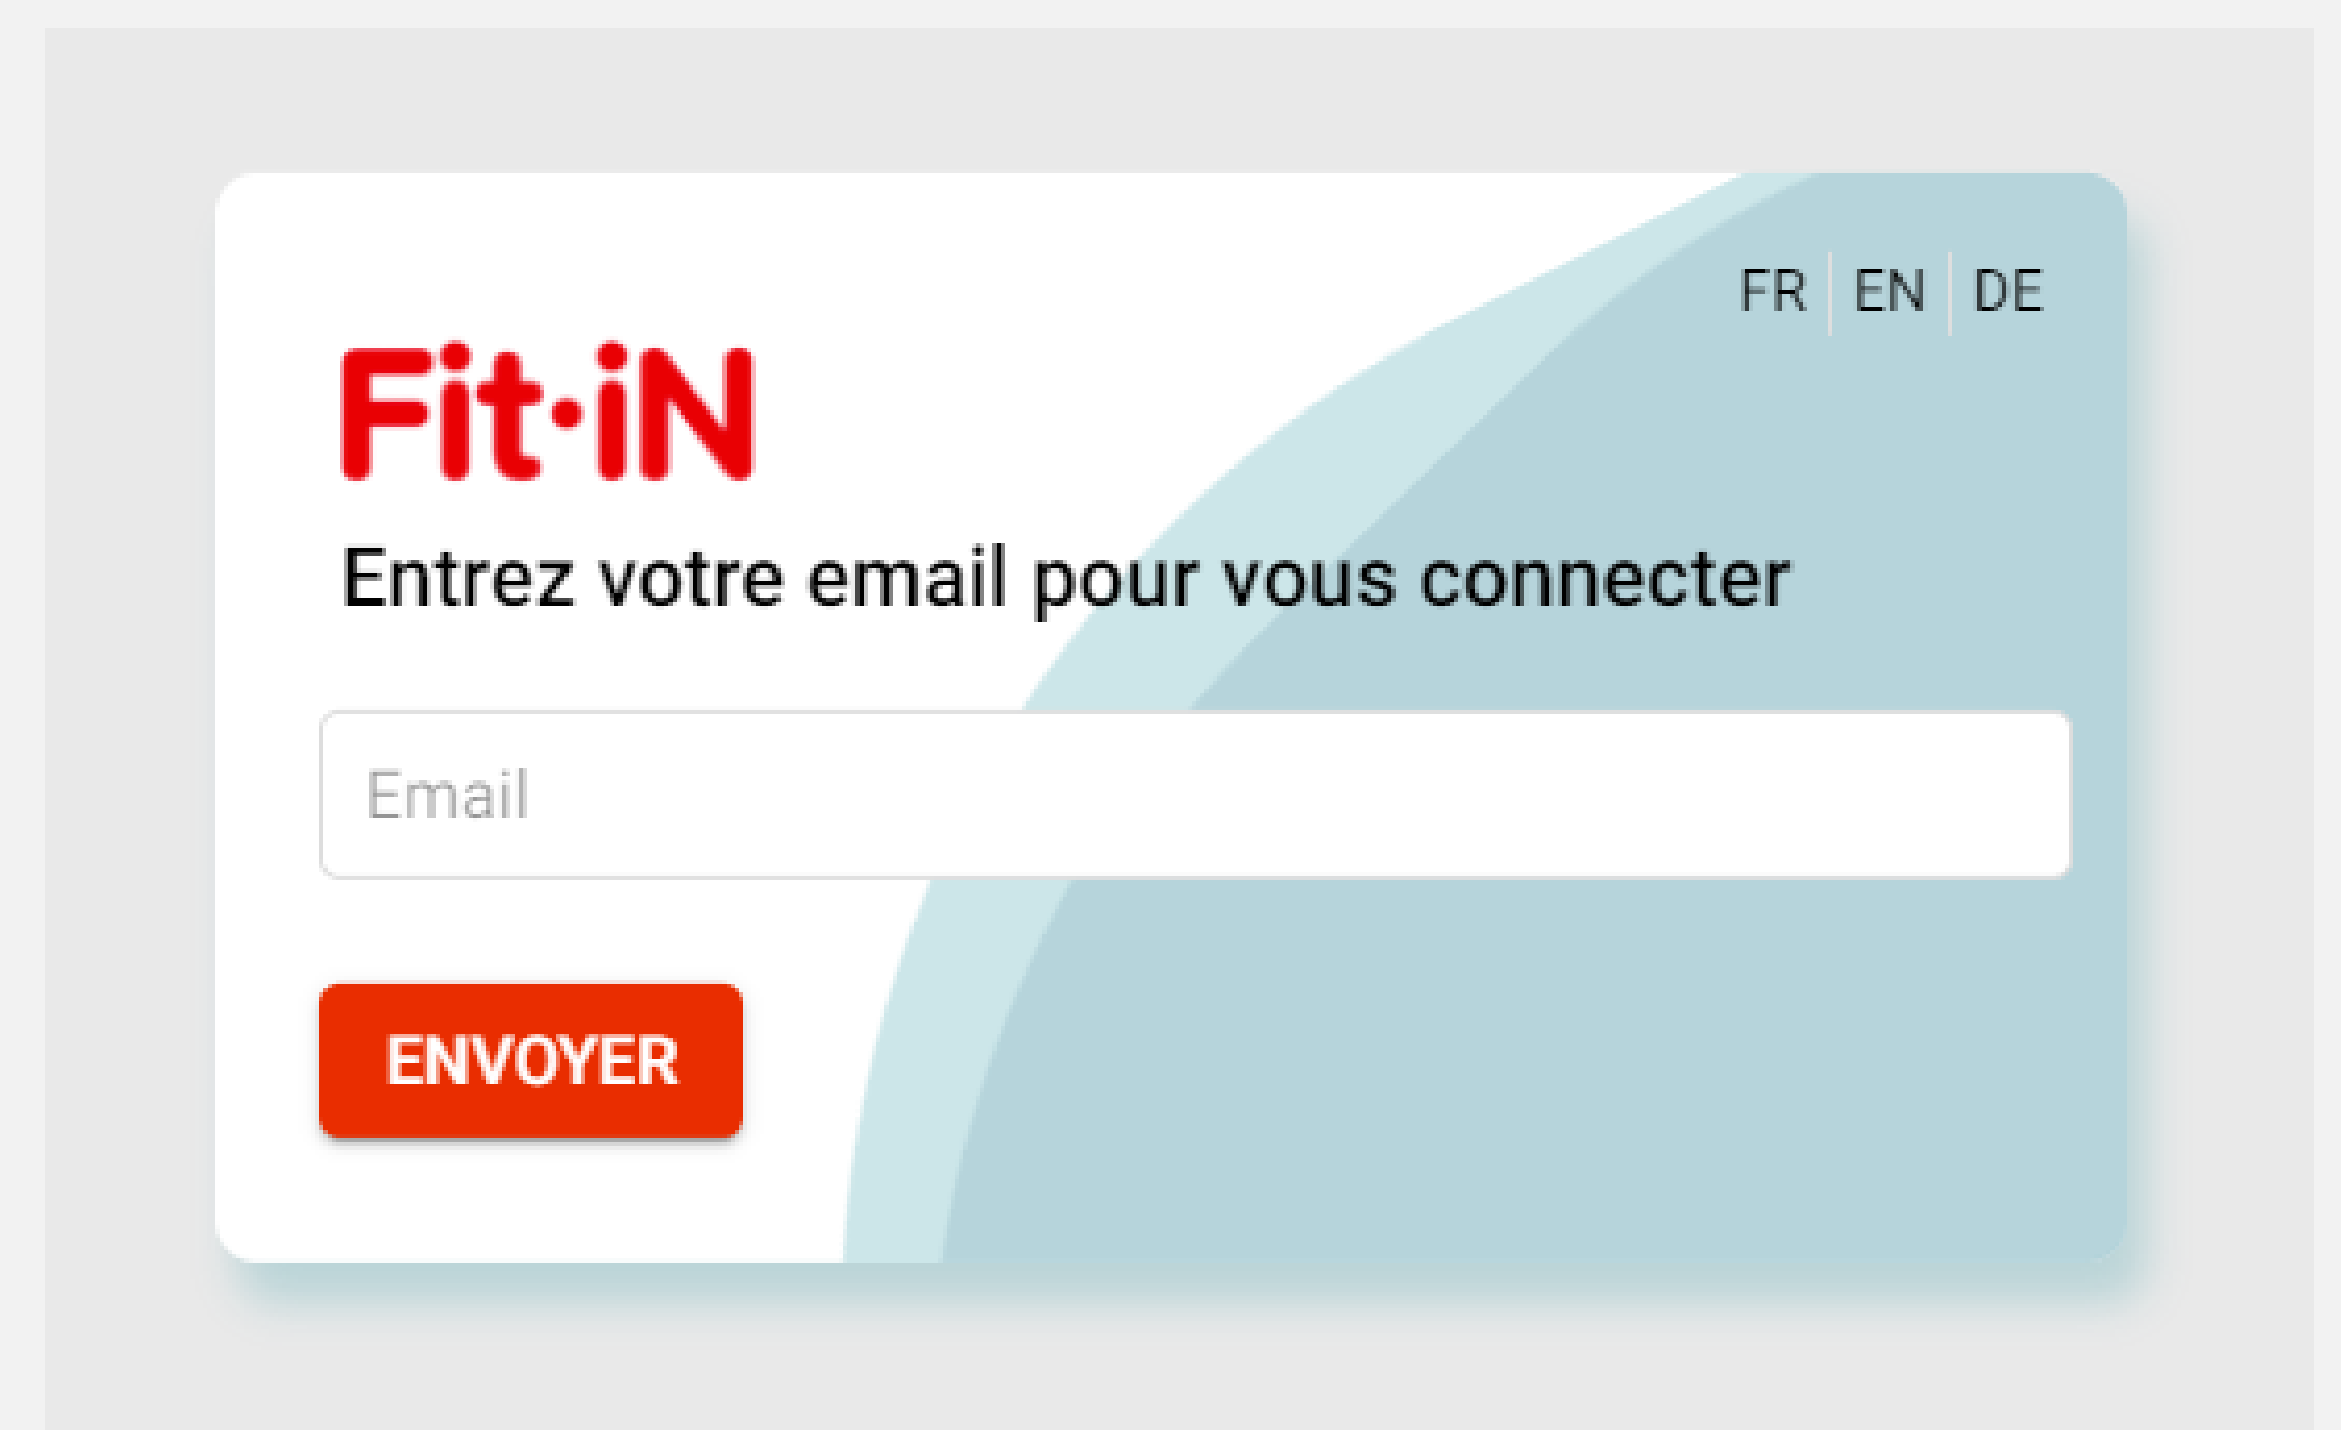 FR EN DE
Fit·iN
Entrez votre email pour vous connecter
Email
ENVOYER